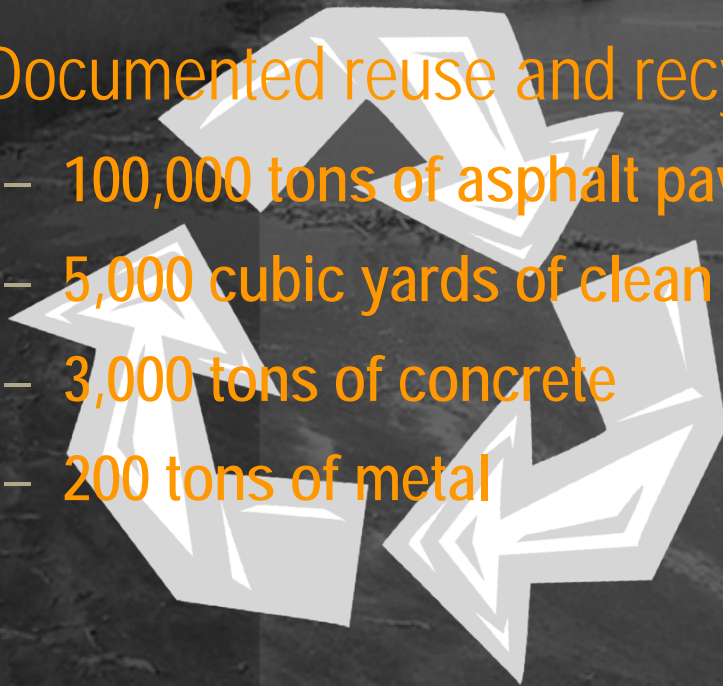 Documented reuse and recy
– 100,000 tons of asphalt pav
– 5,000 cubic yards of clean
– 3,000 tons of concrete
– 200 tons of metal